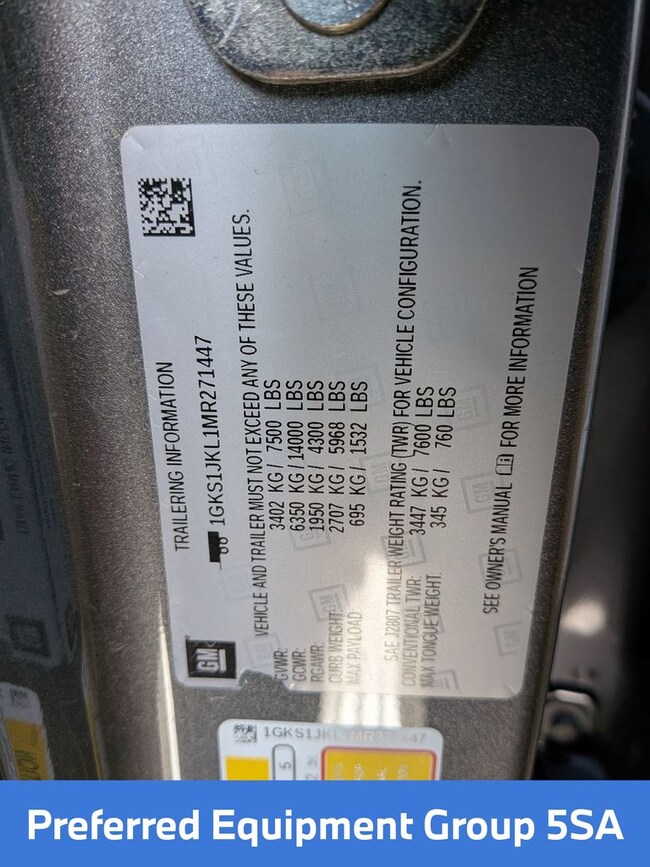 TRAILERING INFORMATION
1GKS1JKL1MR271447
VEHICLE AND TRAILER MUST NOT EXCEED ANY OF THESE VALUES.
GVWR: 3402 KG / 7500 LBS
GCWR: 6350 KG / 14000 LBS
RGAWR: 1950 KG / 4300 LBS
CURB WEIGHT: 2707 KG / 5968 LBS
MAX PAYLOAD: 695 KG / 1532 LBS
SAE J2807 TRAILER WEIGHT RATING (TWR) FOR VEHICLE CONFIGURATION.
CONVENTIONAL TWR: 3447 KG / 7600 LBS
MAX TONGUE WEIGHT: 345 KG / 760 LBS
SEE OWNER'S MANUAL FOR MORE INFORMATION
GM
1GKS1JKL1MR271447
5
Preferred Equipment Group 5SA